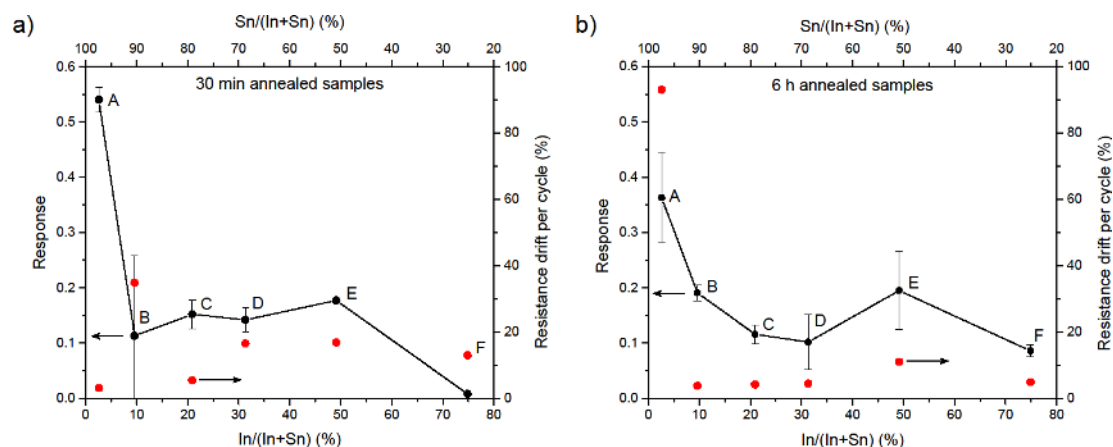 a)
Sn/(In+Sn) (%)
100 90 80 70 60 50 40 30 20
30 min annealed samples
0.6
0.5
0.4
0.3
0.2
0.1
0.0
Response
A
B
C
D
E
F
100
80
60
40
20
0
Resistance drift per cycle (%)
0 10 20 30 40 50 60 70 80
In/(In+Sn) (%)
b)
Sn/(In+Sn) (%)
100 90 80 70 60 50 40 30 20
6 h annealed samples
0.6
0.5
0.4
0.3
0.2
0.1
0.0
Response
A
B
C
D
E
F
100
80
60
40
20
0
Resistance drift per cycle (%)
0 10 20 30 40 50 60 70 80
In/(In+Sn) (%)